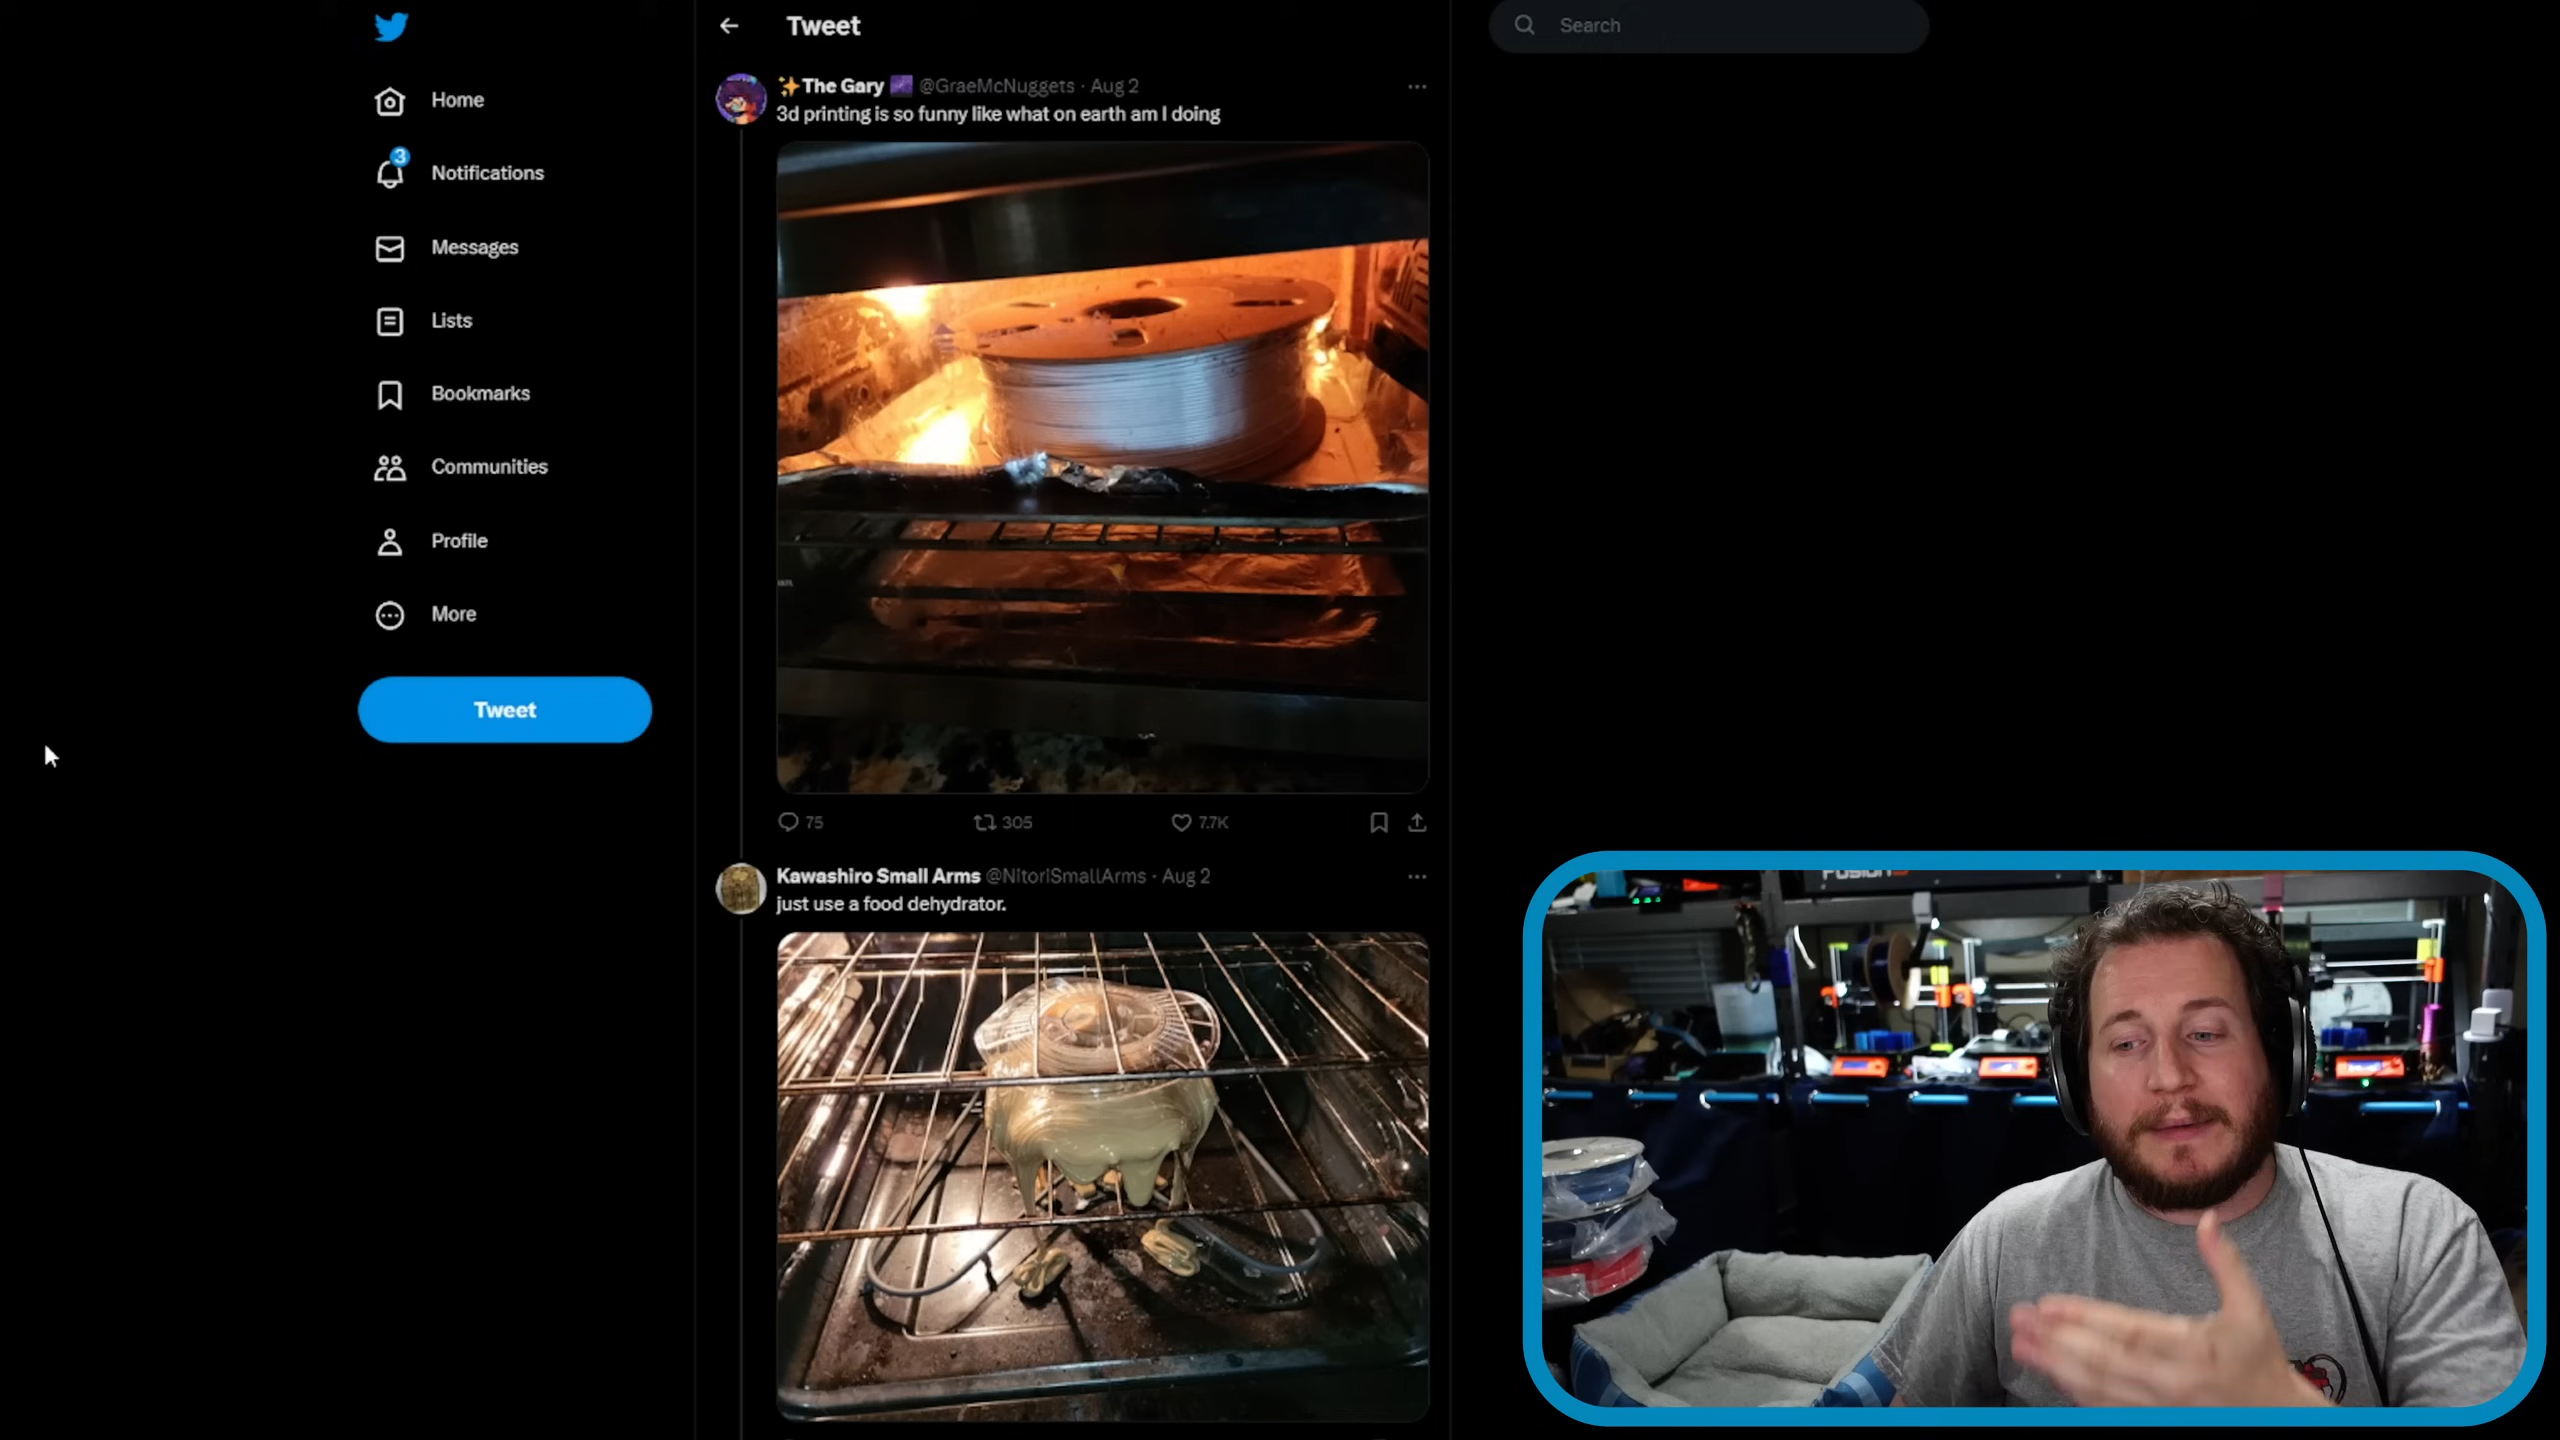 Tweet
Search
Home
3
Notifications
Messages
Lists
Bookmarks
Communities
Profile
More
Tweet
✨The Gary @GraeMcNuggets · Aug 2
3d printing is so funny like what on earth am I doing
75 305 7.7K
Kawashiro Small Arms @NitoriSmallArms · Aug 2
just use a food dehydrator.